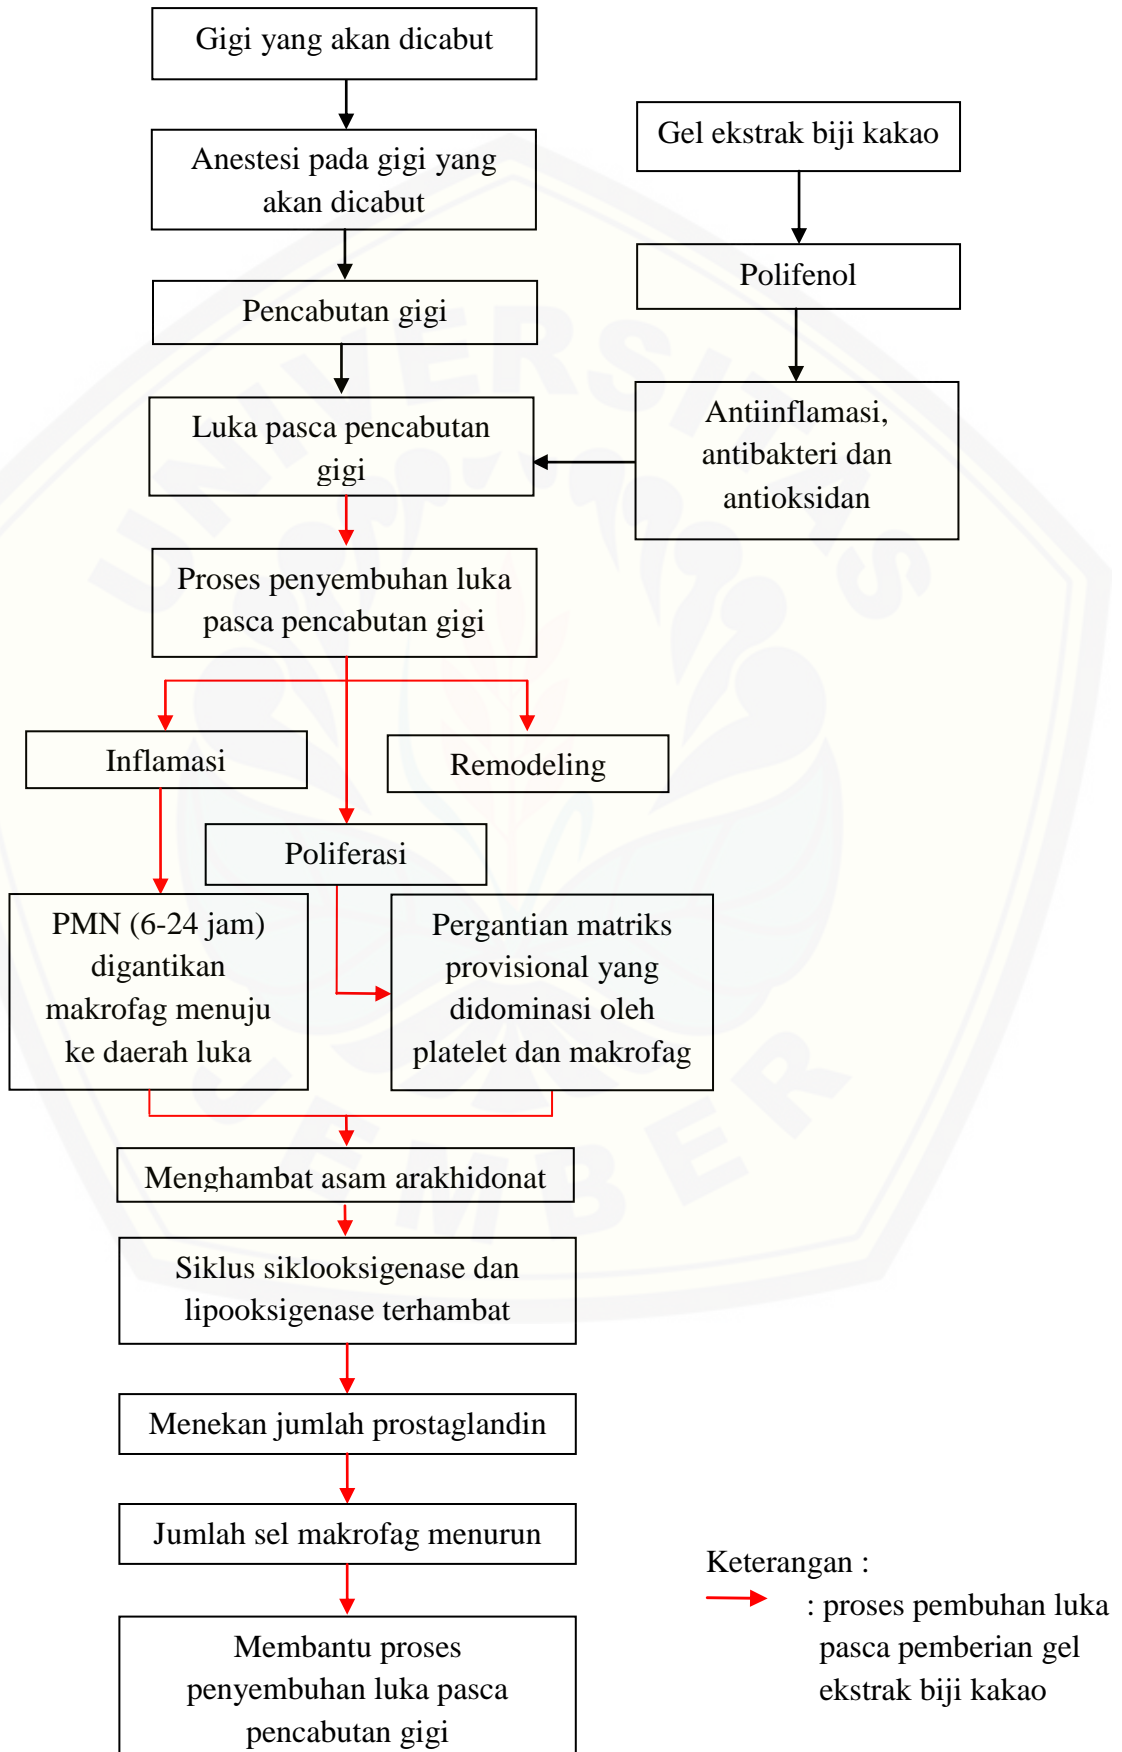 Gigi yang akan dicabut
Anestesi pada gigi yang
akan dicabut
Pencabutan gigi
Luka pasca pencabutan
gigi
Gel ekstrak biji kakao
Polifenol
Antiinflamasi,
antibakteri dan
antioksidan
Proses penyembuhan luka
pasca pencabutan gigi
Inflamasi
Remodeling
Poliferasi
PMN (6-24 jam)
digantikan
makrofag menuju
ke daerah luka
Pergantian matriks
provisional yang
didominasi oleh
platelet dan makrofag
Menghambat asam arakhidonat
Siklus siklooksigenase dan
lipooksigenase terhambat
Menekan jumlah prostaglandin
Jumlah sel makrofag menurun
Membantu proses
penyembuhan luka pasca
pencabutan gigi
Keterangan :
: proses pembuhan luka
pasca pemberian gel
ekstrak biji kakao
UNIVERSITAS
JEMBER